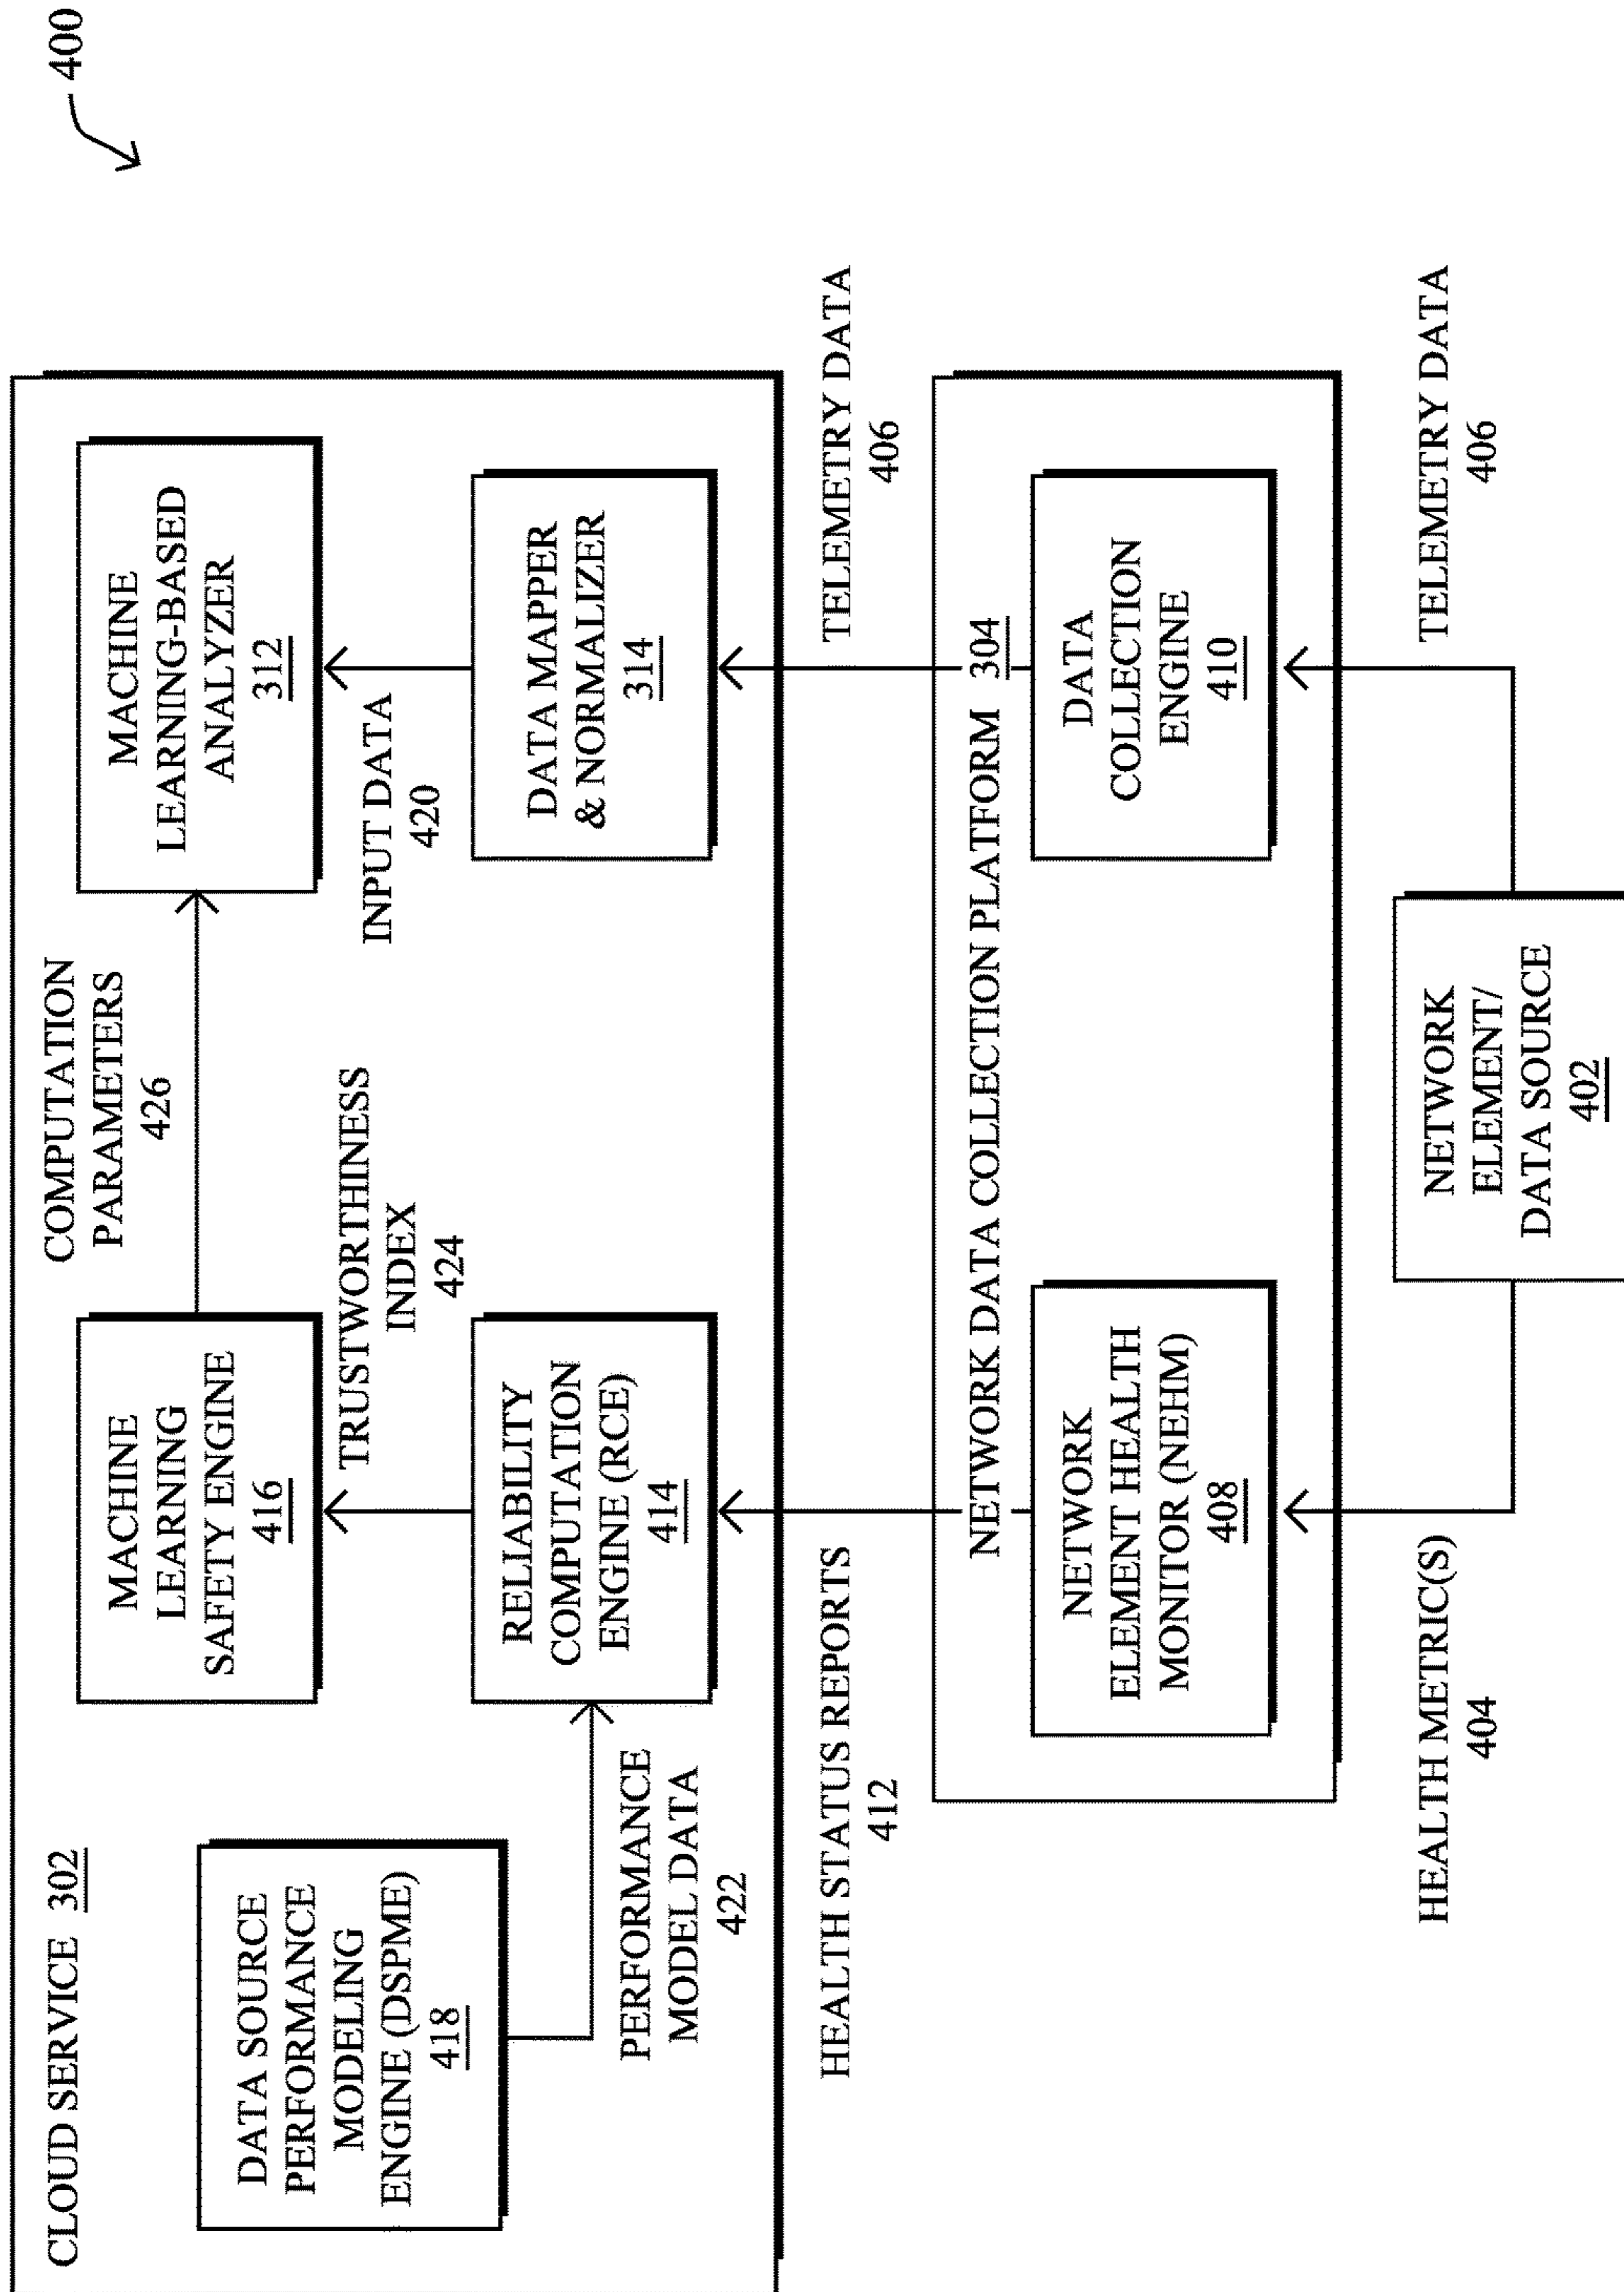 400
CLOUD SERVICE 302
DATA SOURCE
PERFORMANCE
MODELING
ENGINE (DSPME)
418
PERFORMANCE
MODEL DATA
422
MACHINE
LEARNING
SAFETY ENGINE
416
COMPUTATION
PARAMETERS
426
MACHINE
LEARNING-BASED
ANALYZER
312
TRUSTWORTHINESS
INDEX
424
INPUT DATA
420
RELIABILITY
COMPUTATION
ENGINE (RCE)
414
DATA MAPPER
& NORMALIZER
314
HEALTH STATUS REPORTS
412
TELEMETRY DATA
406
NETWORK DATA COLLECTION PLATFORM 304
NETWORK
ELEMENT HEALTH
MONITOR (NEHM)
408
DATA
COLLECTION
ENGINE
410
HEALTH METRIC(S)
404
TELEMETRY DATA
406
NETWORK
ELEMENT/
DATA SOURCE
402